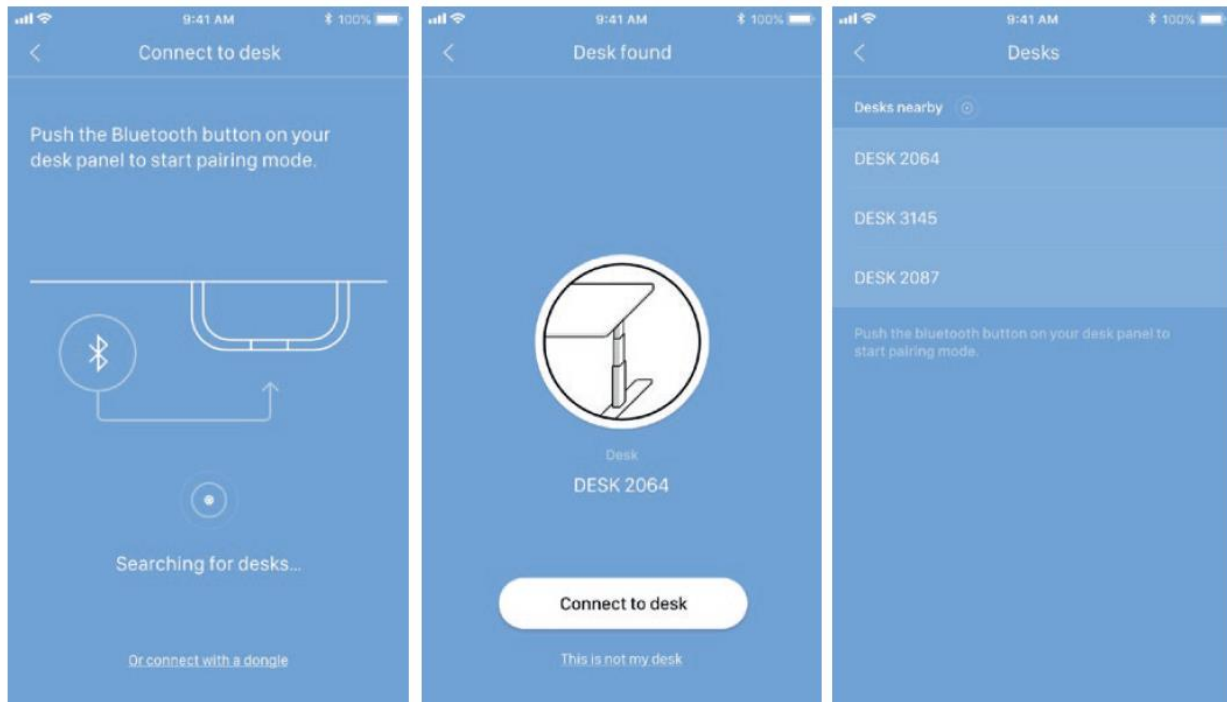 9:41 AM
100%
Connect to desk
Push the Bluetooth button on your
desk panel to start pairing mode.
Searching for desks...
Or connect with a dongle
9:41 AM
100%
Desk found
Desk
DESK 2064
Connect to desk
This is not my desk
9:41 AM
100%
Desks
Desks nearby
DESK 2064
DESK 3145
DESK 2087
Push the bluetooth button on your desk panel to
start pairing mode.